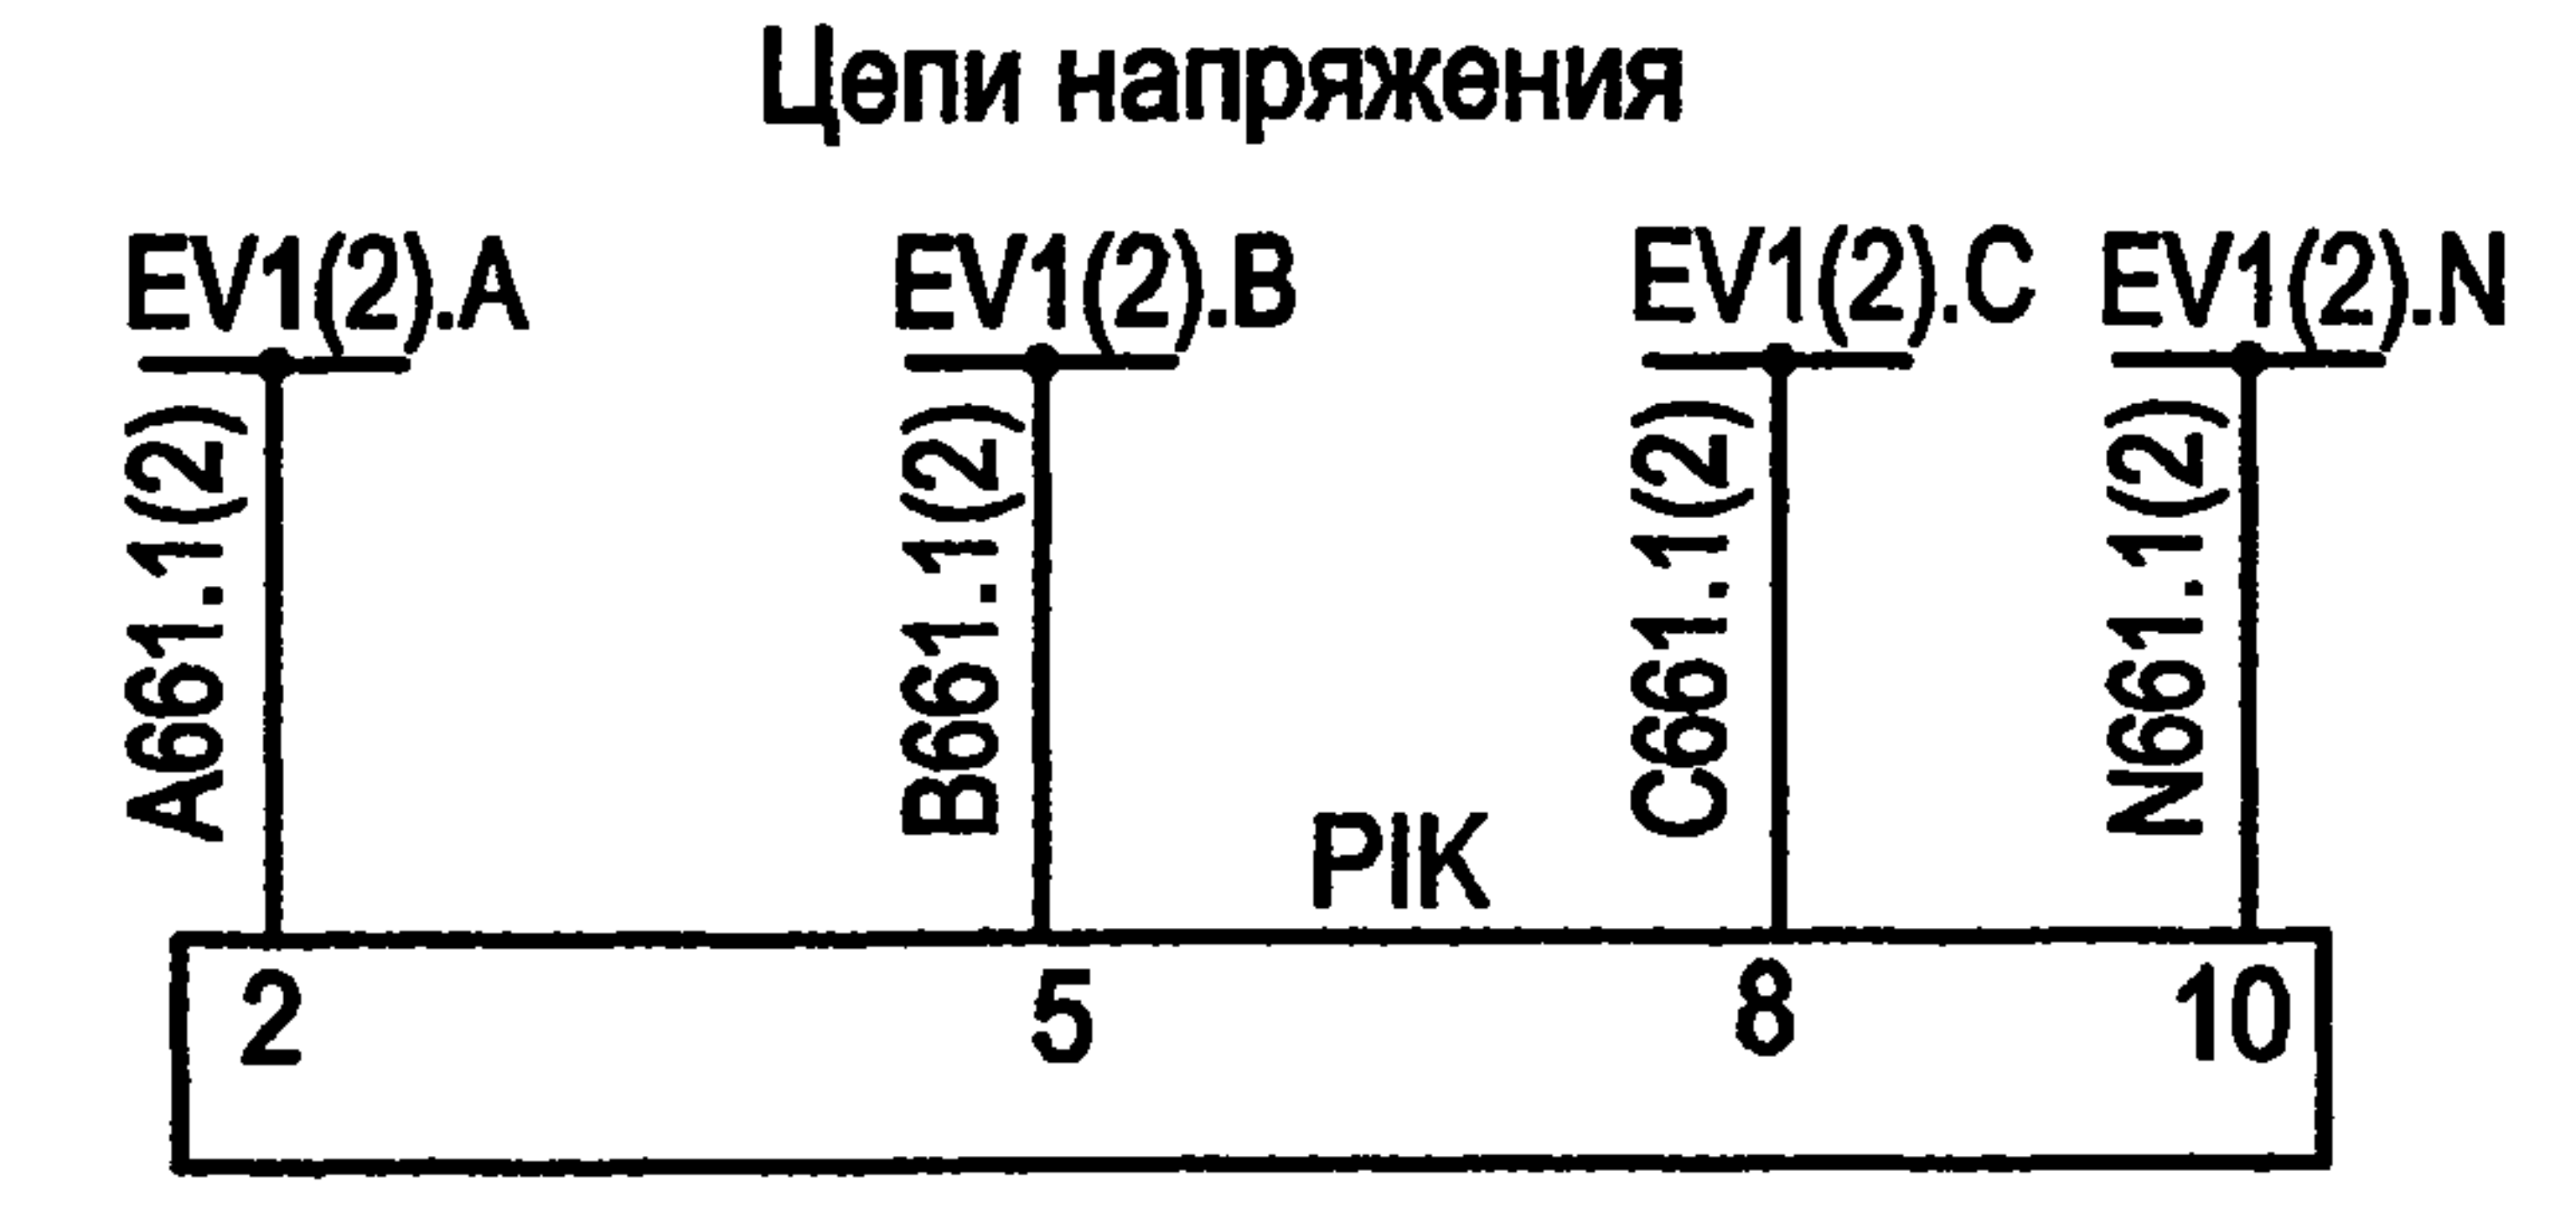 Цепи напряжения
EV1(2).A
EV1(2).B
EV1(2).C
EV1(2).N
A661.1(2)
B661.1(2)
C661.1(2)
N661.1(2)
PIK
2
5
8
10